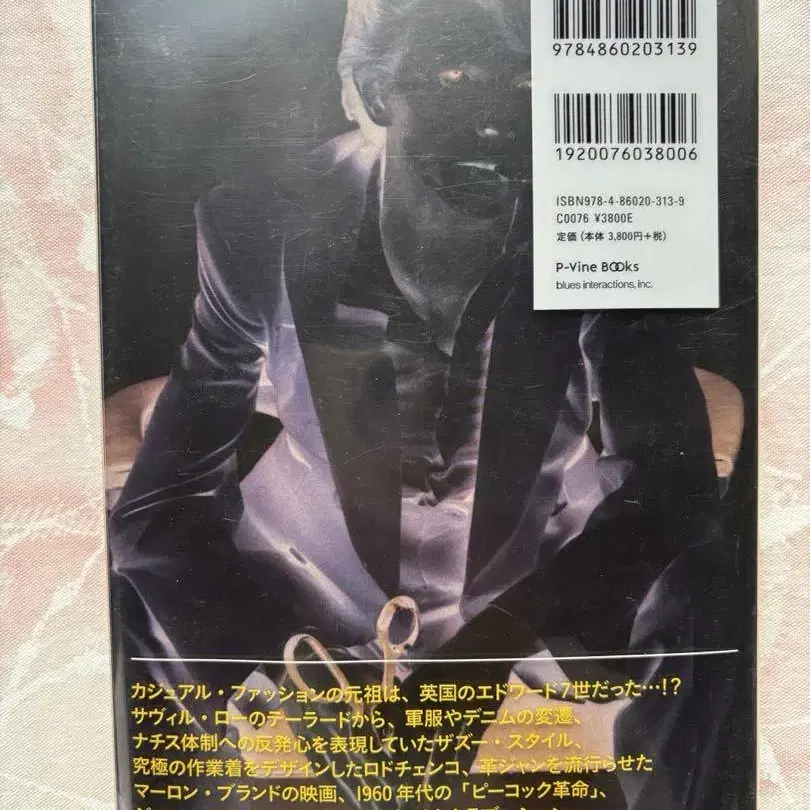 9784860203139
1920076038006
ISBN978-4-86020-313-9
C0076 ¥3800E
定価 (本体 3,800円+税)
P-Vine BOOks
blues interactions, inc.
カジュアル・ファッションの元祖は、英国のエドワード7世だった…!?
サヴィル・ローのテーラードから、軍服やデニムの変遷、
ナチス体制への反発心を表現していたザズー・スタイル、
究極の作業着をデザインしたロドチェンコ、革ジャンを流行らせた
マーロン・ブランドの映画、1960年代の「ピーコック革命」、